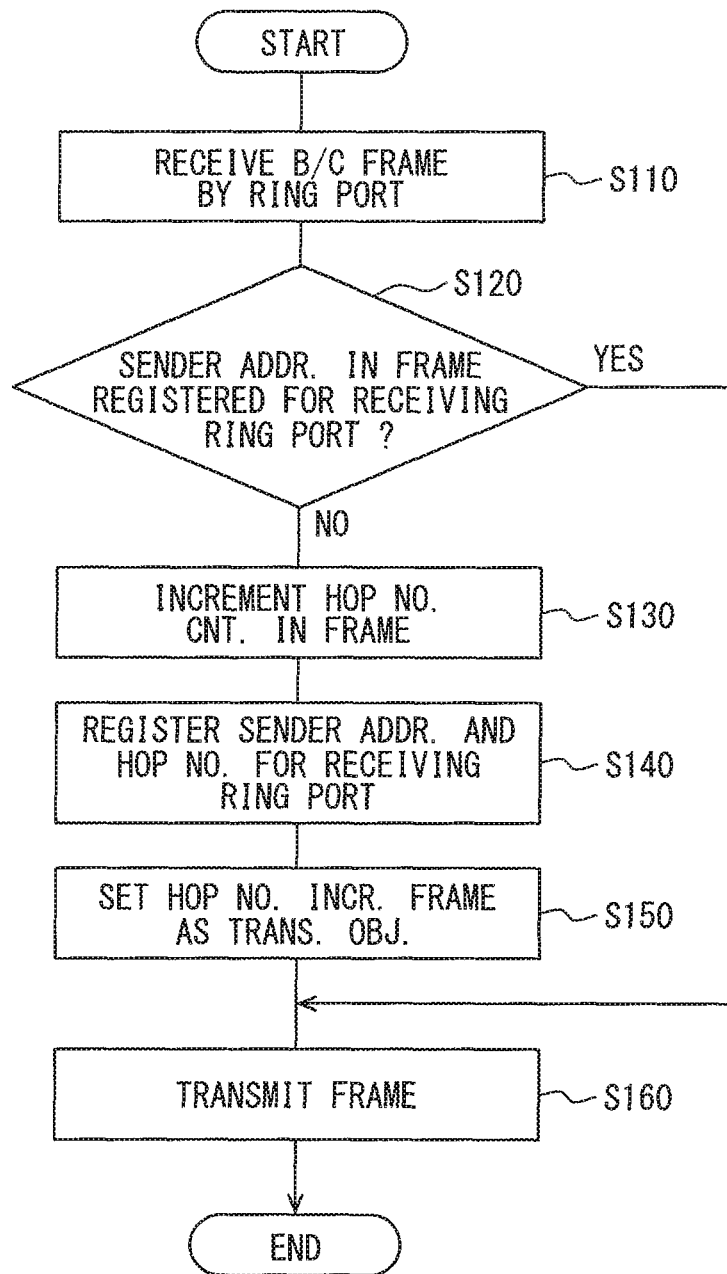 START
RECEIVE B/C FRAME
BY RING PORT
S110
S120
SENDER ADDR. IN FRAME
REGISTERED FOR RECEIVING
RING PORT ?
YES
NO
INCREMENT HOP NO.
CNT. IN FRAME
S130
REGISTER SENDER ADDR. AND
HOP NO. FOR RECEIVING
RING PORT
S140
SET HOP NO. INCR. FRAME
AS TRANS. OBJ.
S150
TRANSMIT FRAME
S160
END